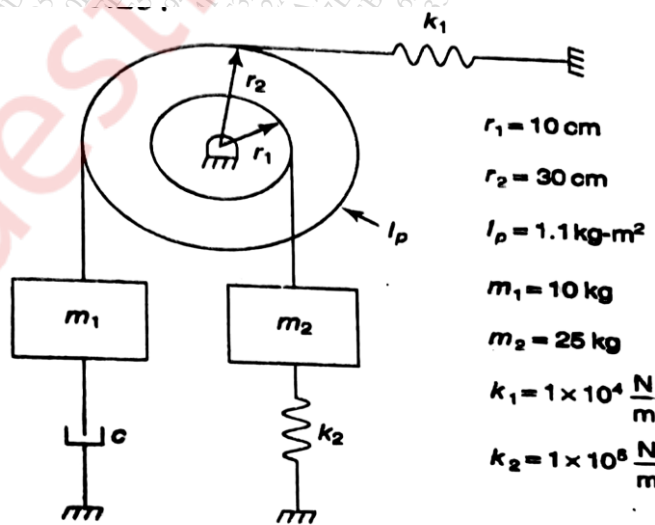 k₁
r₂
r₁
r₁ = 10 cm
r₂ = 30 cm
Iₚ = 1.1 kg-m²
Iₚ
m₁
m₂
m₁ = 10 kg
m₂ = 25 kg
k₁ = 1 × 10⁴ N/m
c
k₂
k₂ = 1 × 10⁶ N/m